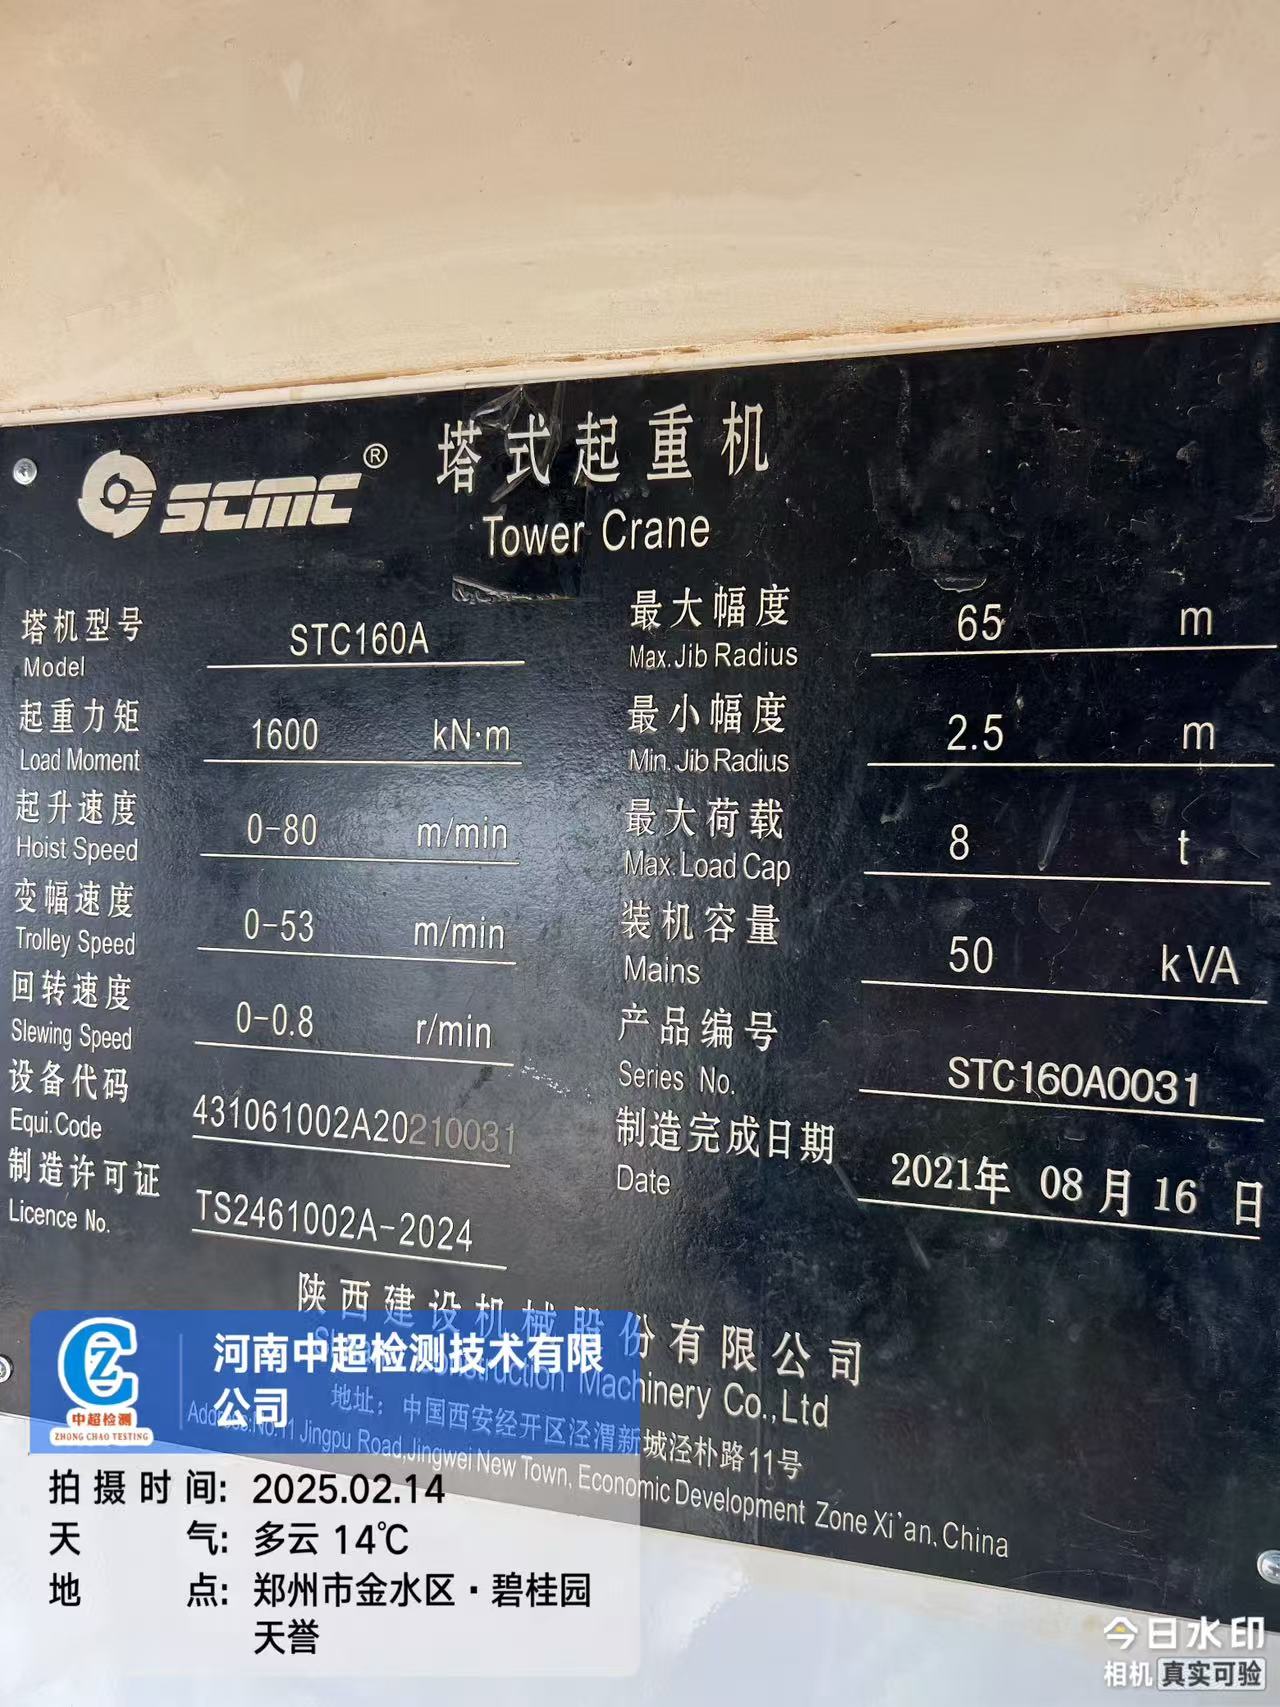 SCMC®
塔式起重机
Tower Crane
塔机型号 STC160A
Model
起重力矩 1600 kN·m
Load Moment
起升速度 0-80 m/min
Hoist Speed
变幅速度 0-53 m/min
Trolley Speed
回转速度 0-0.8 r/min
Slewing Speed
设备代码 431061002A20210031
Equi.Code
制造许可证 TS2461002A-2024
Licence No.
最大幅度 65 m
Max.Jib Radius
最小幅度 2.5 m
Min.Jib Radius
最大荷载 8 t
Max.Load Cap
装机容量 50 kVA
Mains
产品编号 STC160A0031
Series No.
制造完成日期 2021年 08月 16日
Date
陕西建设机械股份有限公司
Construction Machinery Co.,Ltd
地址：中国西安经开区泾渭新城泾朴路11号
Address:No.11 Jingpu Road,Jingwei New Town, Economic Development Zone Xi'an, China
中超检测
ZHONG CHAO TESTING
河南中超检测技术有限
公司
拍摄时间: 2025.02.14
天气: 多云 14℃
地点: 郑州市金水区·碧桂园
天誉
今日水印
相机 真实可验